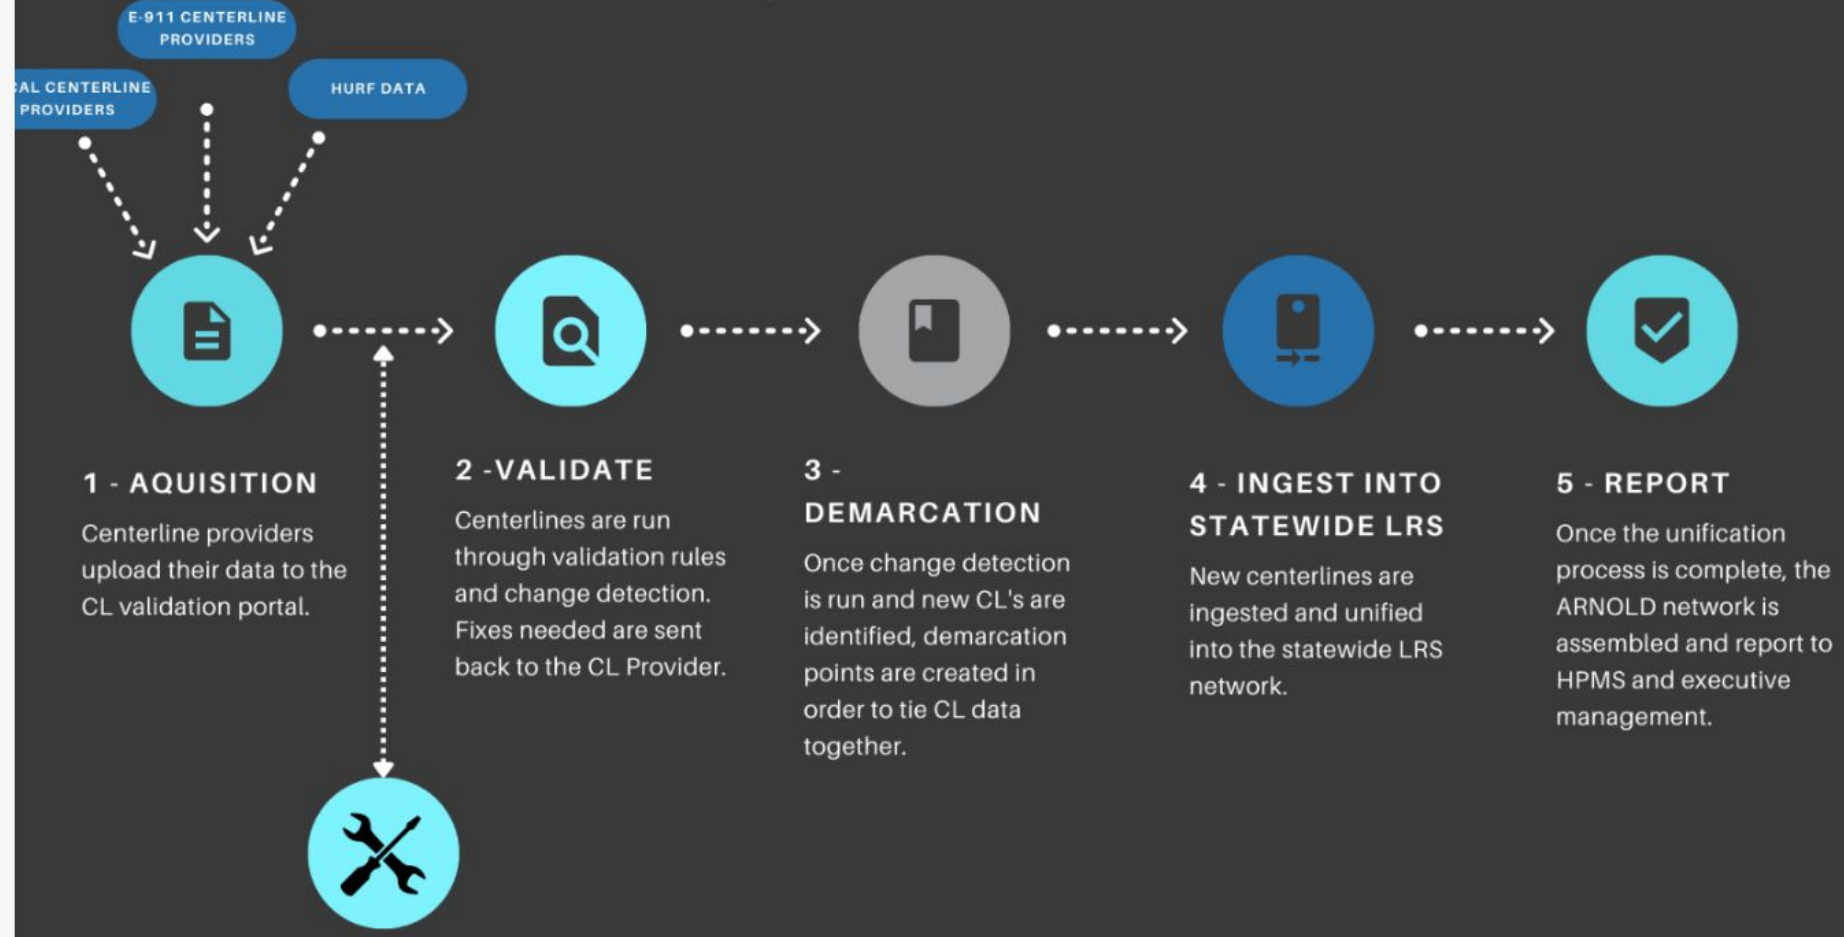 E-911 CENTERLINE
PROVIDERS
CENTERLINE
PROVIDERS
HURF DATA
1 - AQUISITION
Centerline providers
upload their data to the
CL validation portal.
2 -VALIDATE
Centerlines are run
through validation rules
and change detection.
Fixes needed are sent
back to the CL Provider.
3 -
DEMARCATION
Once change detection
is run and new CL's are
identified, demarcation
points are created in
order to tie CL data
together.
4 - INGEST INTO
STATEWIDE LRS
New centerlines are
ingested and unified
into the statewide LRS
network.
5 - REPORT
Once the unification
process is complete, the
ARNOLD network is
assembled and report to
HPMS and executive
management.